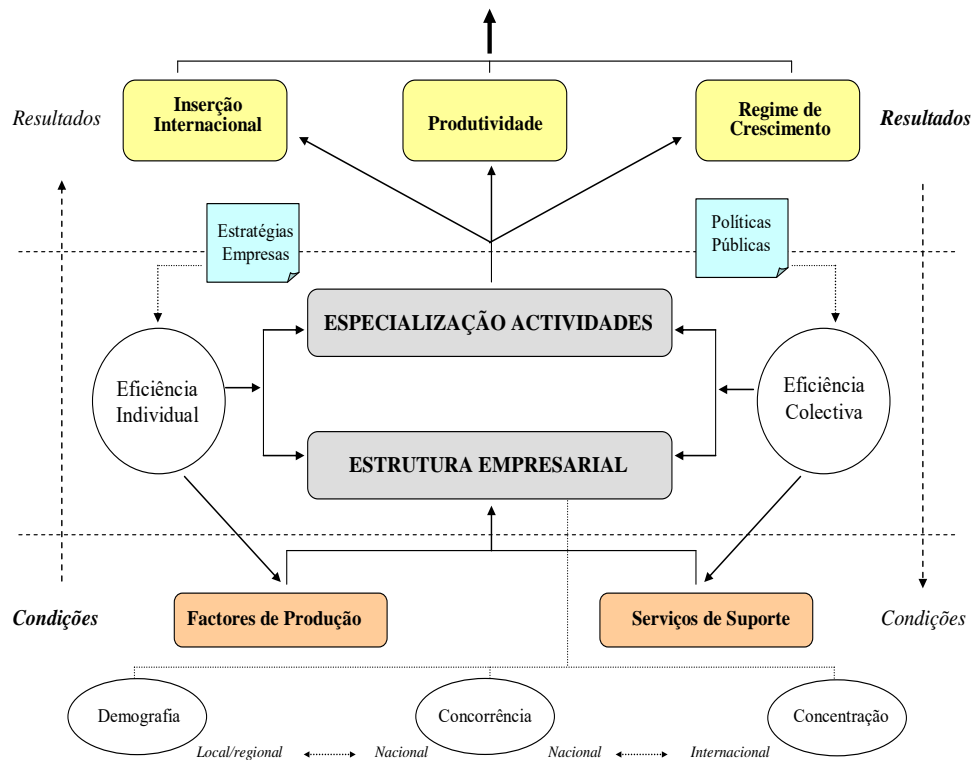 Resultados
Inserção
Internacional
Produtividade
Regime de
Crescimento
Resultados
Estratégias
Empresas
Políticas
Públicas
ESPECIALIZAÇÃO ACTIVIDADES
Eficiência
Individual
Eficiência
Colectiva
ESTRUTURA EMPRESARIAL
Condições
Factores de Produção
Serviços de Suporte
Condições
Demografia
Concorrência
Concentração
Local/regional
Nacional
Nacional
Internacional